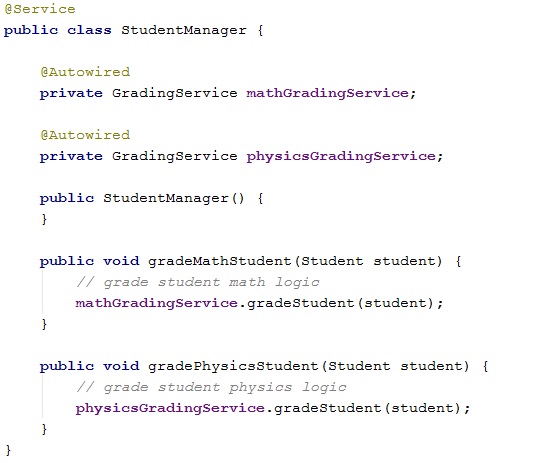 @Service
public class StudentManager {
@Autowired
private GradingService mathGradingService;
@Autowired
private GradingService physicsGradingService;
public StudentManager() {
}
public void gradeMathStudent(Student student) {
// grade student math logic
mathGradingService.gradeStudent(student);
}
public void gradePhysicsStudent(Student student) {
// grade student physics logic
physicsGradingService.gradeStudent(student);
}
}